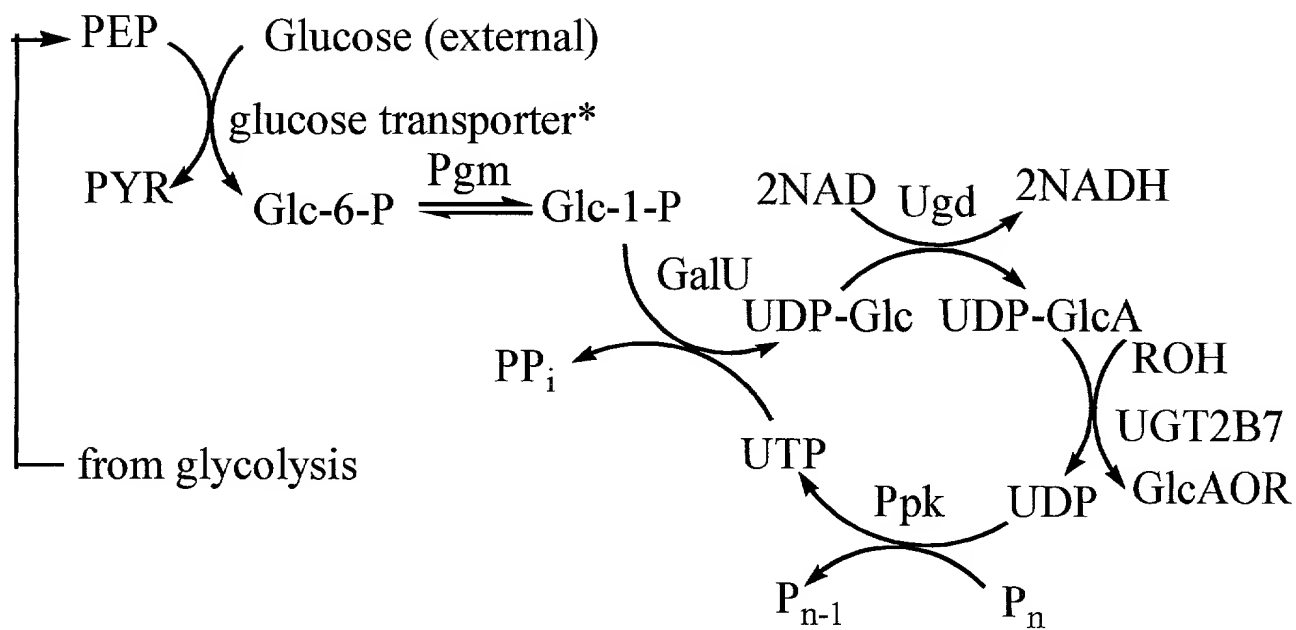 PEP Glucose (external)
glucose transporter*
PYR Glc-6-P Pgm Glc-1-P
2NAD Ugd 2NADH
GalU
UDP-Glc UDP-GlcA
PPi ROH
UGT2B7
from glycolysis UTP
GlcAOR
Ppk UDP
Pn-1 Pn